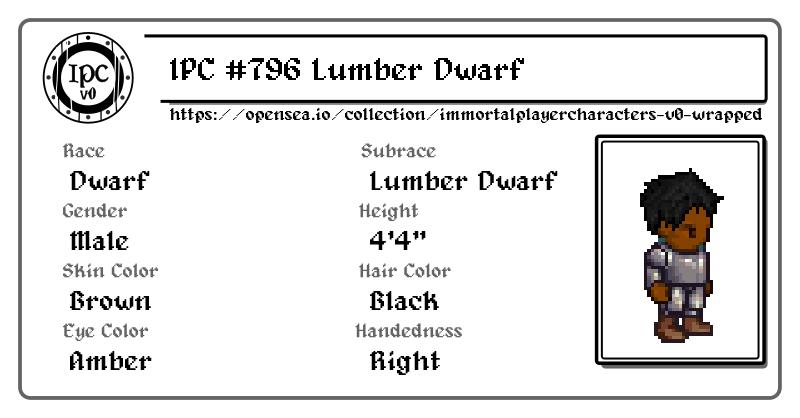 IPC v0
IPC #796 Lumber Dwarf
https://opensea.io/collection/immortalplayercharacters-v0-wrapped
Race
Dwarf
Subrace
Lumber Dwarf
Gender
Male
Height
4'4"
Skin Color
Brown
Hair Color
Black
Eye Color
Amber
Handedness
Right